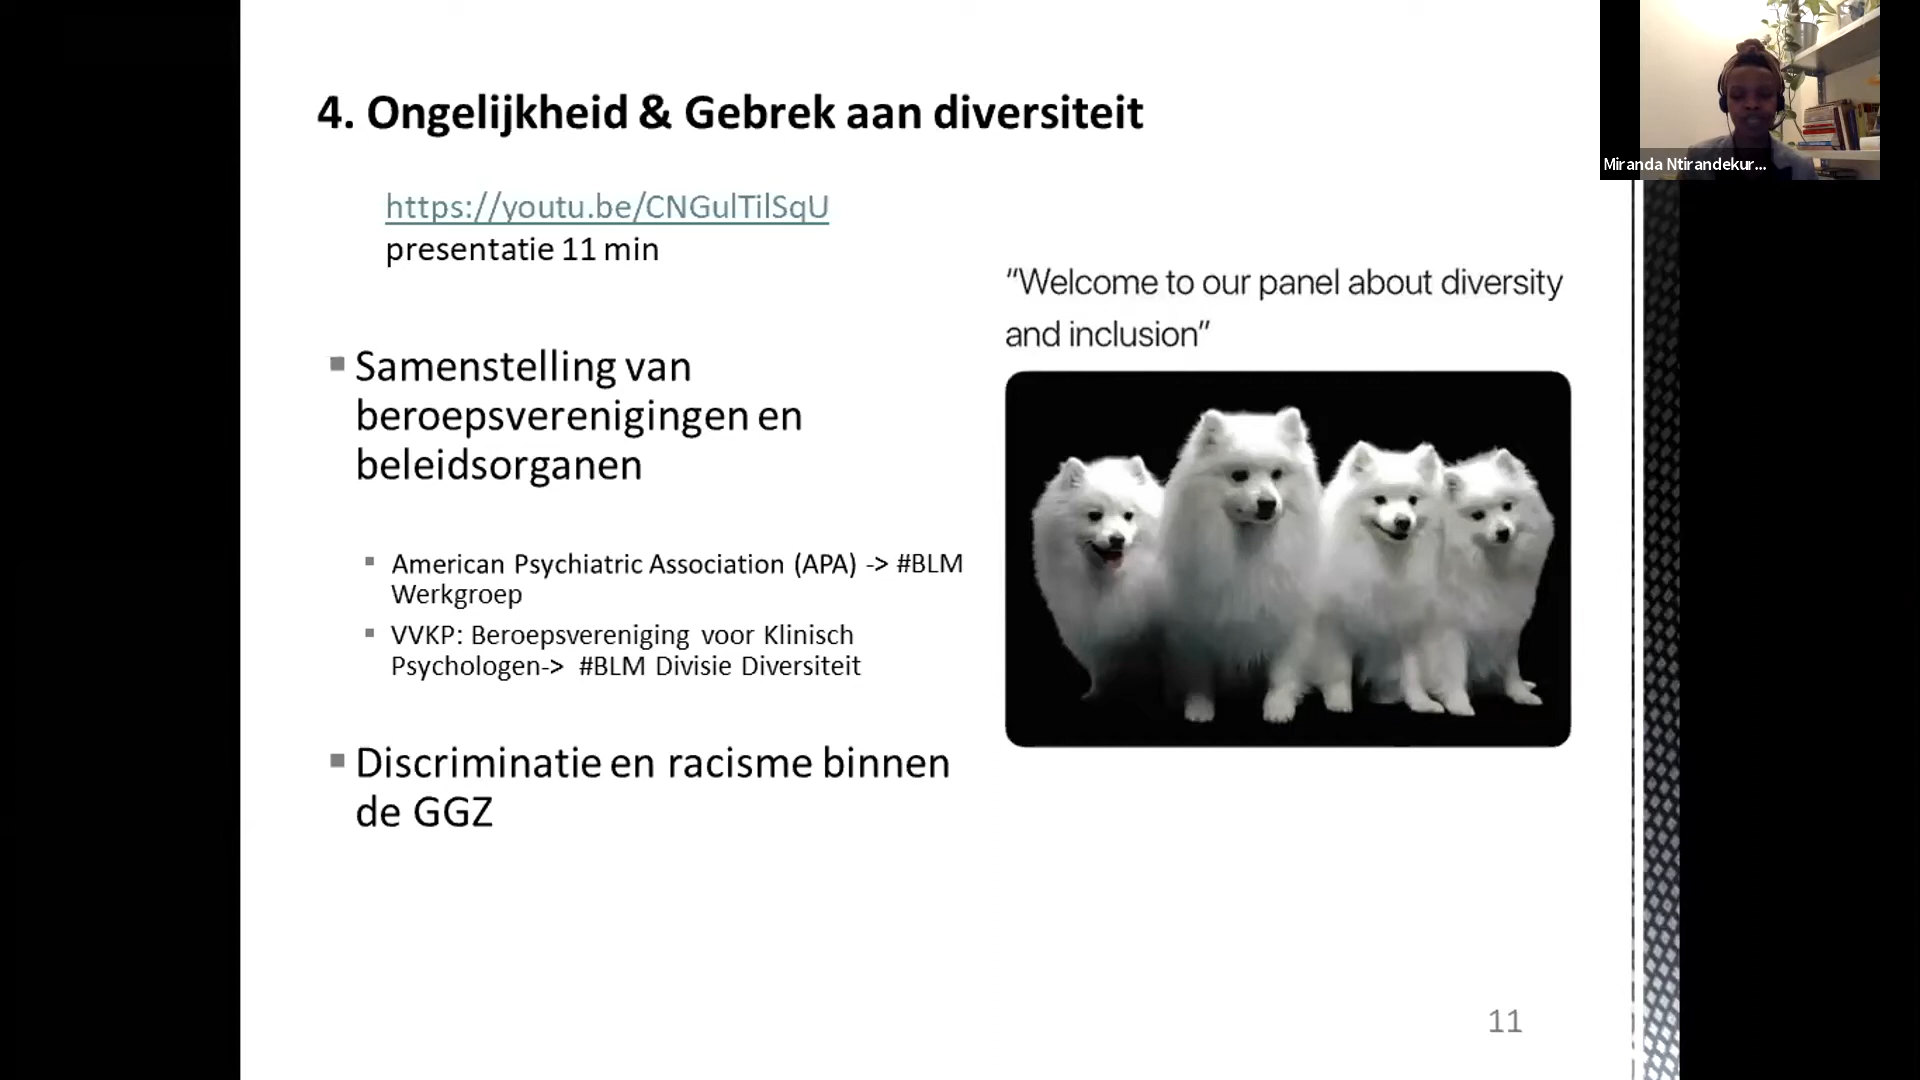 4. Ongelijkheid & Gebrek aan diversiteit
https://youtu.be/CNGulTilSqU
presentatie 11 min
Samenstelling van
beroepsverenigingen en
beleidsorganen
American Psychiatric Association (APA) -> #BLM
Werkgroep
VVKP: Beroepsvereniging voor Klinisch
Psychologen-> #BLM Divisie Diversiteit
Discriminatie en racisme binnen
de GGZ
“Welcome to our panel about diversity
and inclusion”
Miranda Ntirandekur...
11